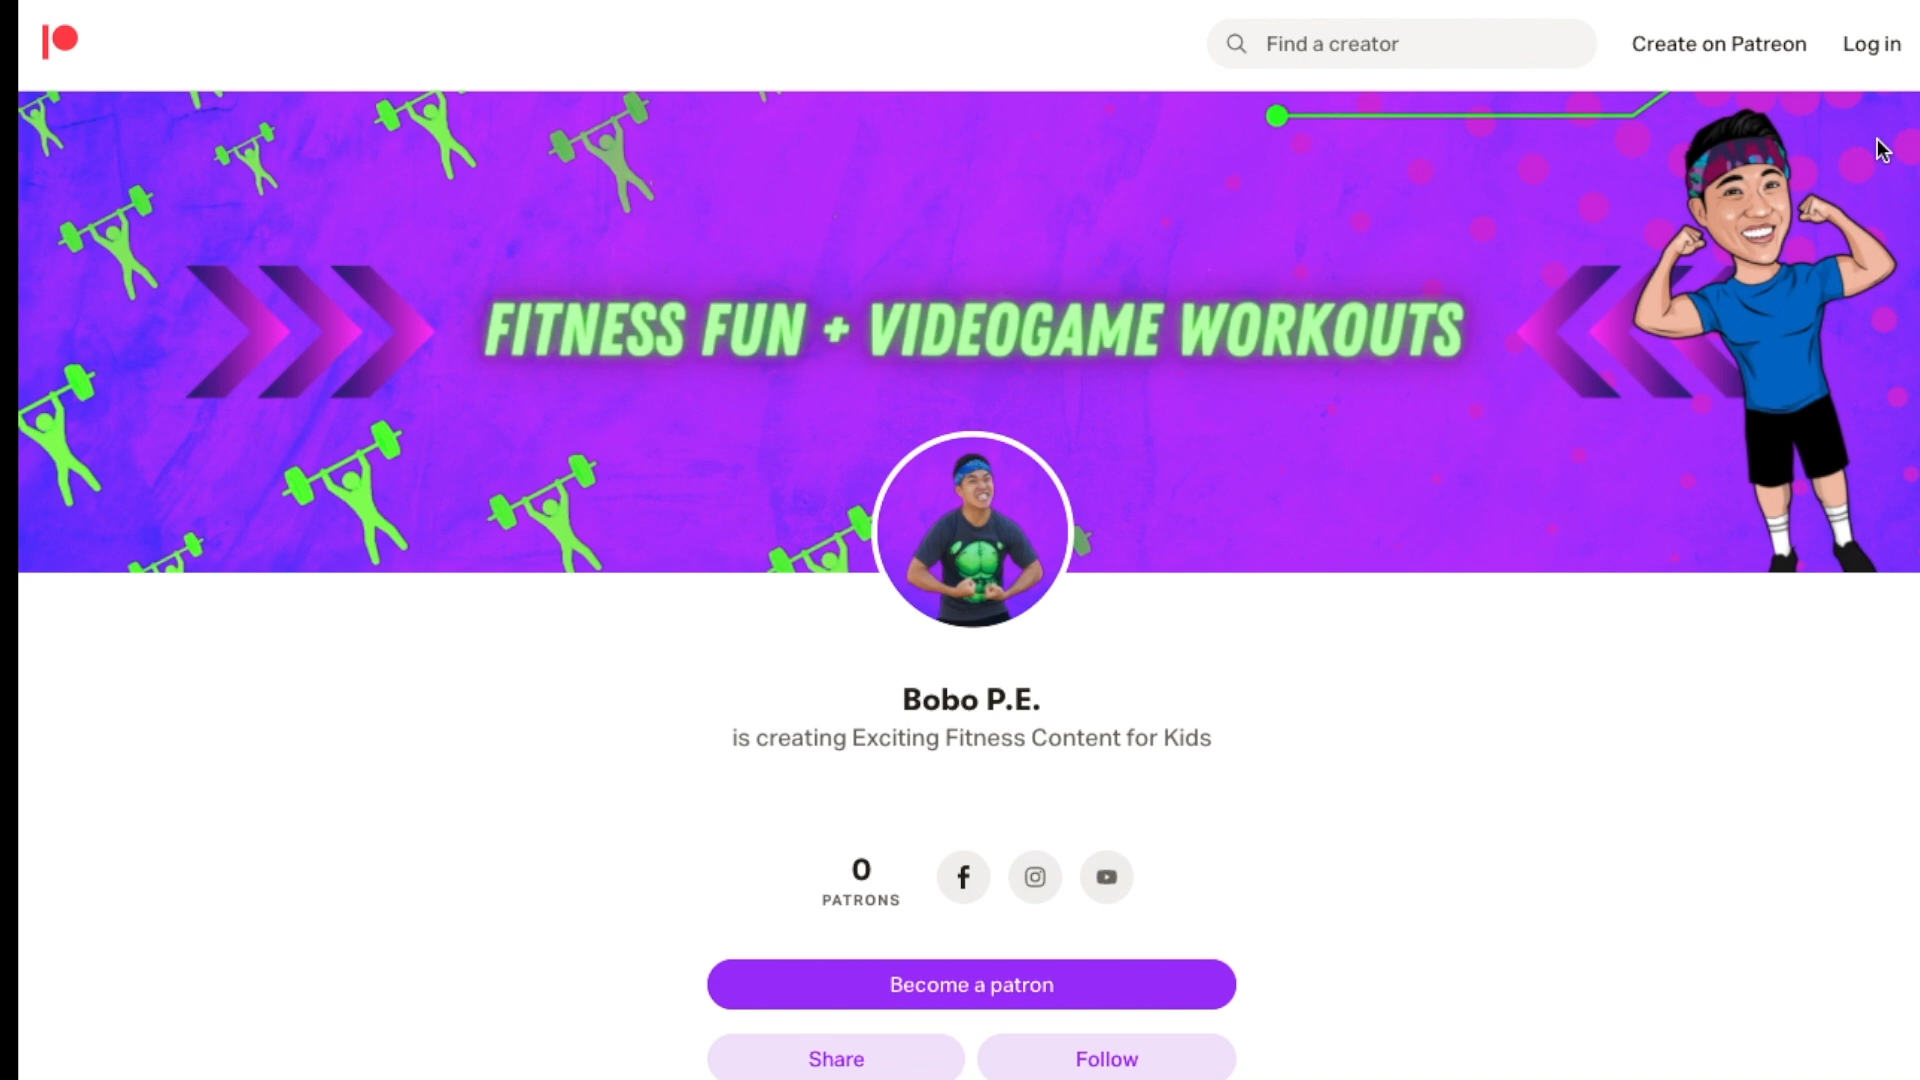 Find a creator
Create on Patreon
Log in
FITNESS FUN + VIDEOGAME WORKOUTS
Bobo P.E.
is creating Exciting Fitness Content for Kids
0
PATRONS
Become a patron
Share
Follow